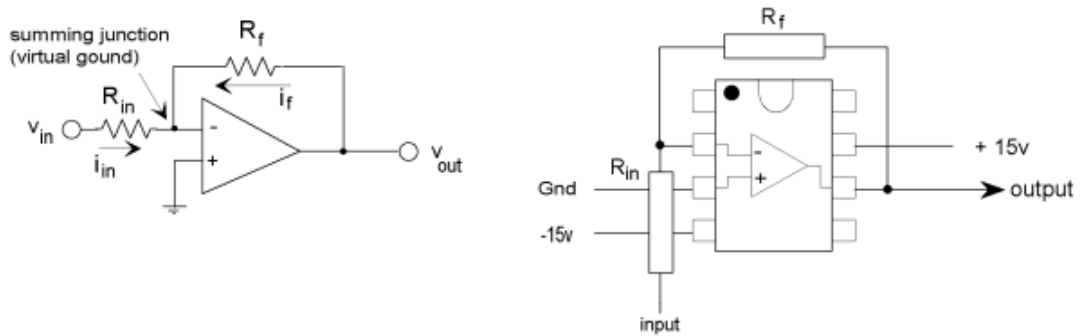 summing junction
(virtual gound)
R_f
R_in
i_f
v_in
i_in
-
+
v_out
R_f
R_in
-
+
+ 15v
Gnd
output
-15v
input